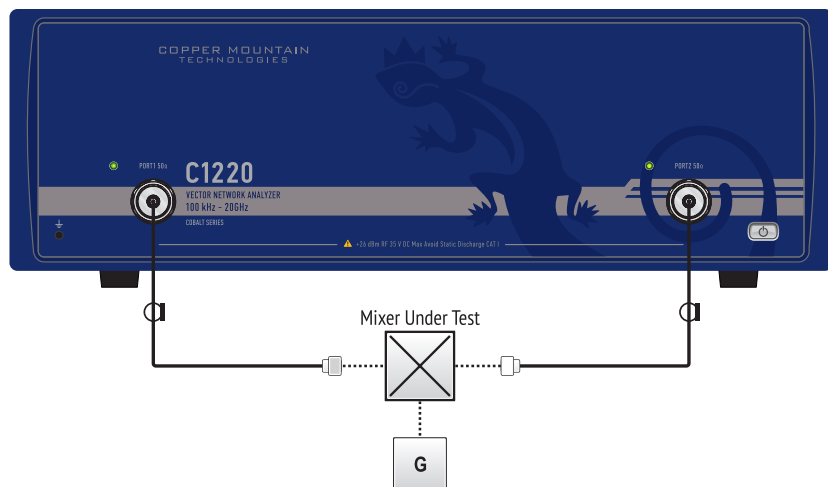 COPPER MOUNTAIN
TECHNOLOGIES
PORT1 50Ω
C1220
VECTOR NETWORK ANALYZER
100 kHz - 20GHz
COBALT SERIES
PORT2 50Ω
+26 dBm RF 35 V DC Max Avoid Static Discharge CAT I
Mixer Under Test
G